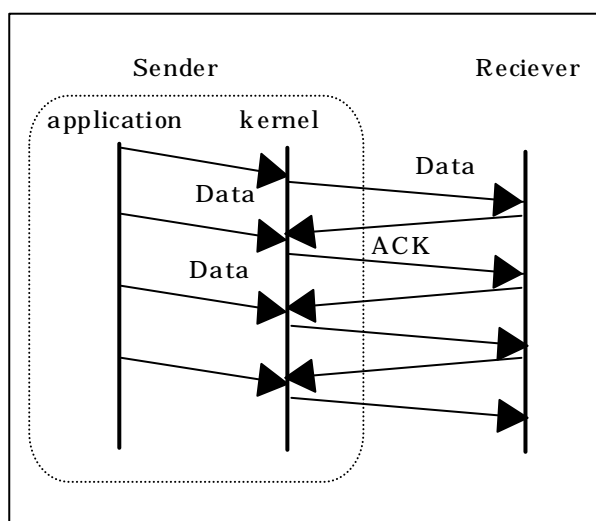 Sender
Reciever
application
kernel
Data
Data
ACK
Data